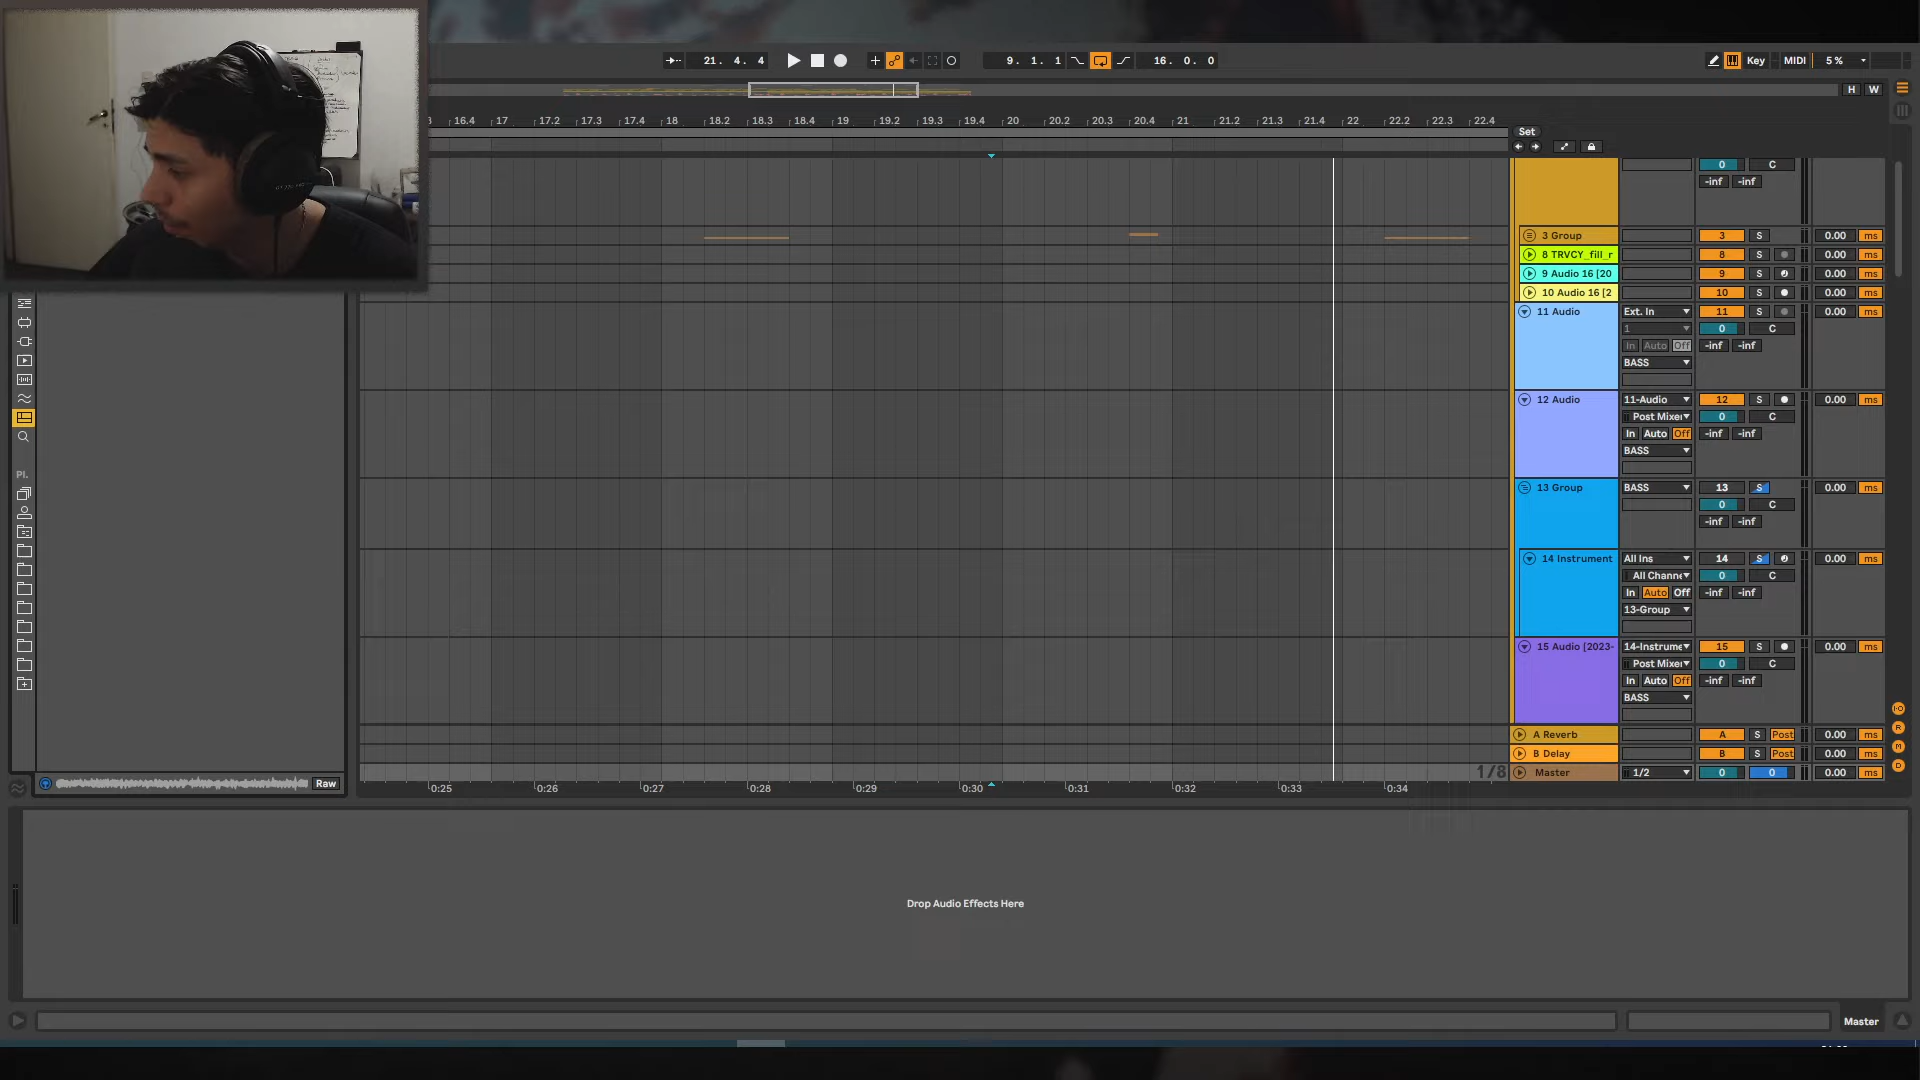 21. 4. 4
9. 1. 1
16. 0. 0
Key
MIDI
5 %
H
W
16.4 17 17.2 17.3 17.4 18 18.2 18.3 18.4 19 19.2 19.3 19.4 20 20.2 20.3 20.4 21 21.2 21.3 21.4 22 22.2 22.3 22.4
Set
0 C
-inf -inf
3 Group 3 S 0.00 ms
8 TRVCY_fill_r 8 S 0.00 ms
9 Audio 16 [20 9 S 0.00 ms
10 Audio 16 [2 10 S 0.00 ms
11 Audio Ext. In 11 S 0.00 ms
1 0 C
In Auto Off -inf -inf
BASS
12 Audio 11-Audio 12 S 0.00 ms
Post Mixer 0 C
In Auto Off -inf -inf
BASS
13 Group BASS 13 S 0.00 ms
0 C
-inf -inf
14 Instrument All Ins 14 S 0.00 ms
All Channe 0 C
In Auto Off -inf -inf
13-Group
15 Audio [2023- 14-Instrume 15 S 0.00 ms
Post Mixer 0 C
In Auto Off -inf -inf
BASS
A Reverb A S Post
B Delay B S Post
1/8
Master 1/2 0 0 0.00 ms
Pl.
Raw
0:25 0:26 0:27 0:28 0:29 0:30 0:31 0:32 0:33 0:34
Drop Audio Effects Here
Master